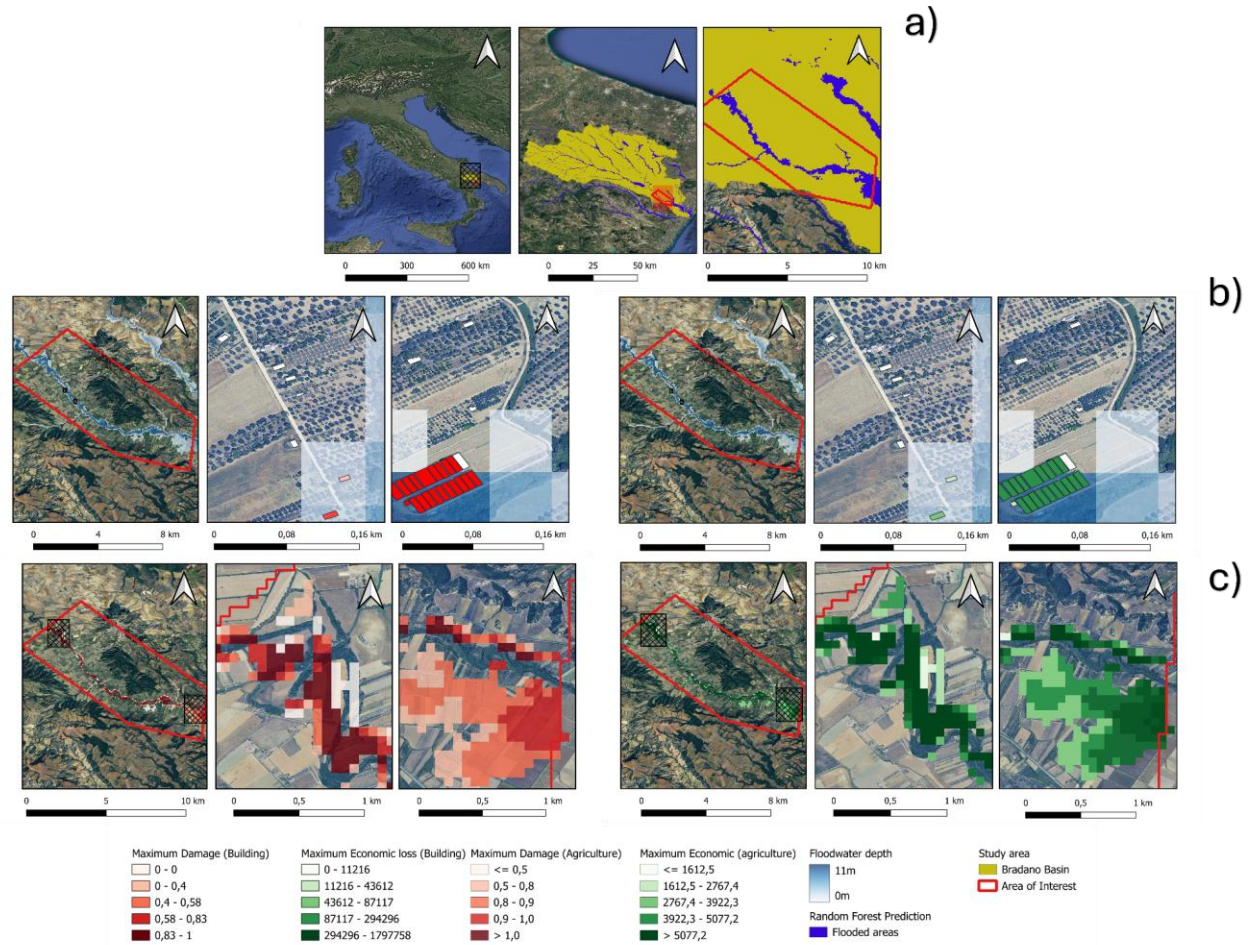 a)
0 300 600 km
0 25 50 km
0 5 10 km
b)
0 4 8 km
0 0,08 0,16 km
0 0,08 0,16 km
0 4 8 km
0 0,08 0,16 km
0 0,08 0,16 km
c)
0 5 10 km
0 0,5 1 km
0 0,5 1 km
0 4 8 km
0 0,5 1 km
0 0,5 1 km
Maximum Damage (Building)
0 - 0
0 - 0,4
0,4 - 0,58
0,58 - 0,83
0,83 - 1
Maximum Economic loss (Building)
0 - 11216
11216 - 43612
43612 - 87117
87117 - 294296
294296 - 1797758
Maximum Damage (Agriculture)
<= 0,5
0,5 - 0,8
0,8 - 0,9
0,9 - 1,0
> 1,0
Maximum Economic (agriculture)
<= 1612,5
1612,5 - 2767,4
2767,4 - 3922,3
3922,3 - 5077,2
> 5077,2
Floodwater depth
11m
0m
Random Forest Prediction
Flooded areas
Study area
Bradano Basin
Area of Interest